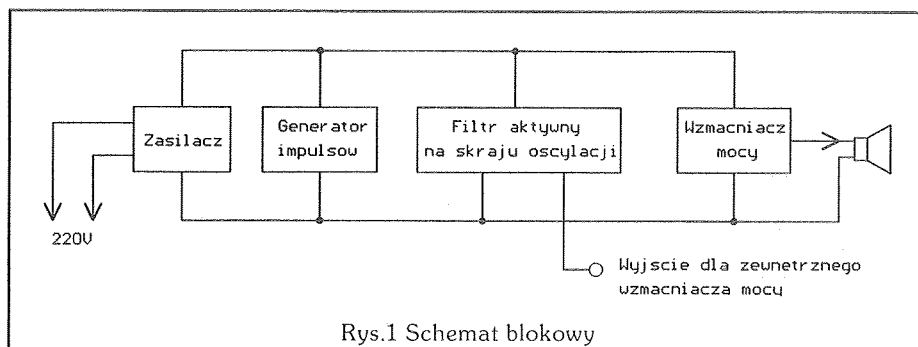 Zasilacz
220V
Generator
impulsow
Filtr aktywny
na skraju oscylacji
Wzmacniacz
mocy
Wyjscie dla zewnetrznego
wzmacniacza mocy
Rys.1 Schemat blokowy